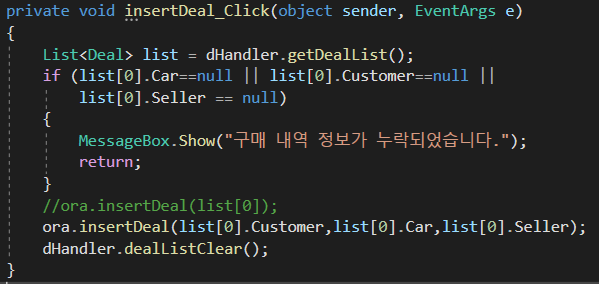 private void insertDeal_Click(object sender, EventArgs e)
{
List<Deal> list = dHandler.getDealList();
if (list[0].Car==null || list[0].Customer==null ||
list[0].Seller == null)
{
MessageBox.Show("구매 내역 정보가 누락되었습니다.");
return;
}
//ora.insertDeal(list[0]);
ora.insertDeal(list[0].Customer,list[0].Car,list[0].Seller);
dHandler.dealListClear();
}